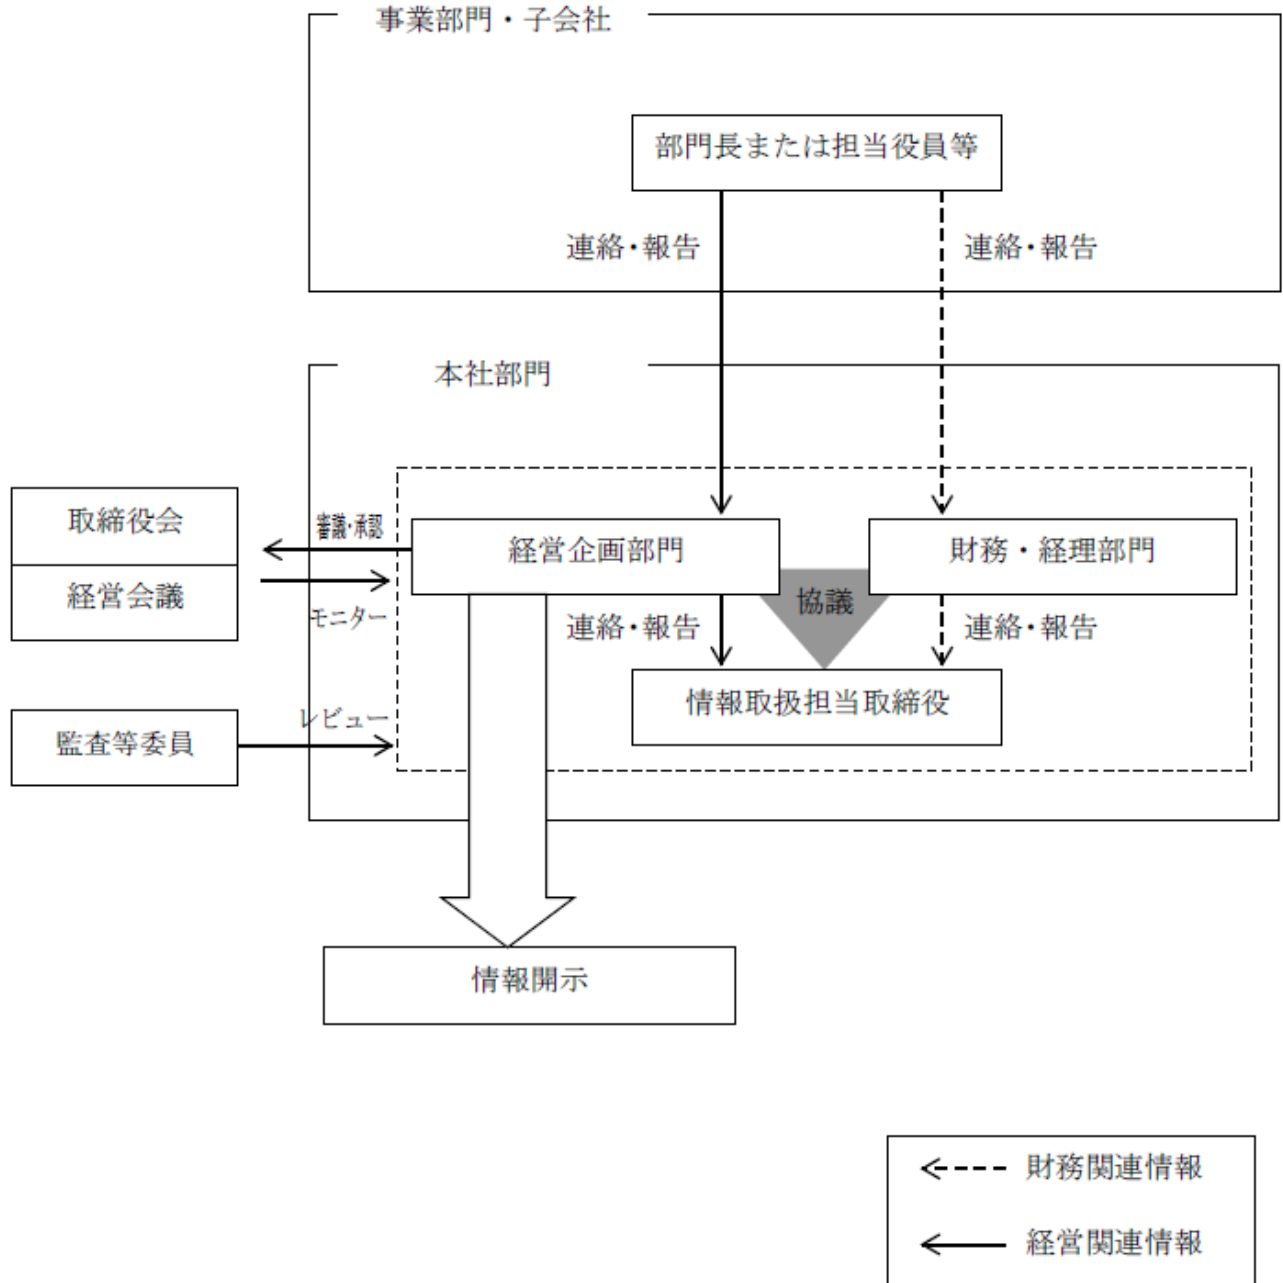 事業部門・子会社
部門長または担当役員等
連絡・報告
連絡・報告
本社部門
取締役会
経営会議
審議・承認
モニター
経営企画部門
財務・経理部門
協議
連絡・報告
連絡・報告
情報取扱担当取締役
監査等委員
レビュー
情報開示
財務関連情報
経営関連情報